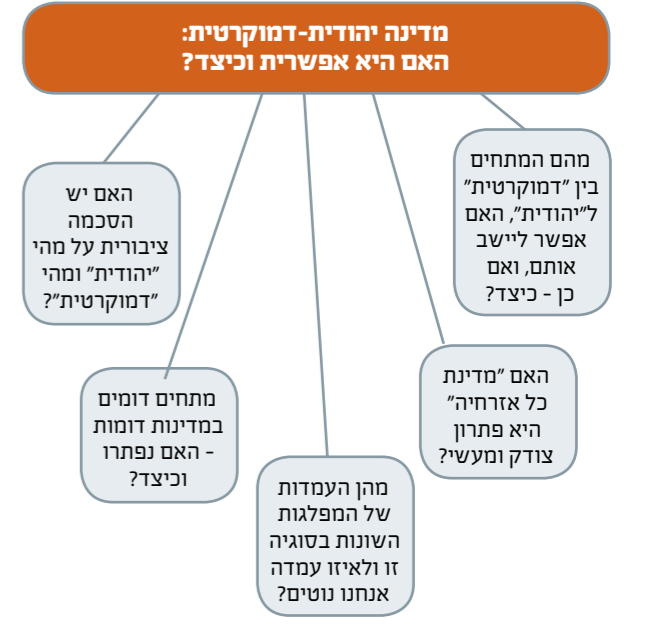 מדינה יהודית-דמוקרטית:
האם היא אפשרית וכיצד?
מהם המתחים
בין "דמוקרטית"
ל"יהודית", האם
אפשר ליישב
אותם, ואם
כן - כיצד?
האם "מדינת
כל אזרחיה"
היא פתרון
צודק ומעשי?
מהן העמדות
של המפלגות
השונות בסוגיה
זו ולאיזו עמדה
אנחנו נוטים?
מתחים דומים
במדינות דומות
- האם נפתרו
וכיצד?
האם יש
הסכמה
ציבורית על מהי
"יהודית" ומהי
"דמוקרטית"?